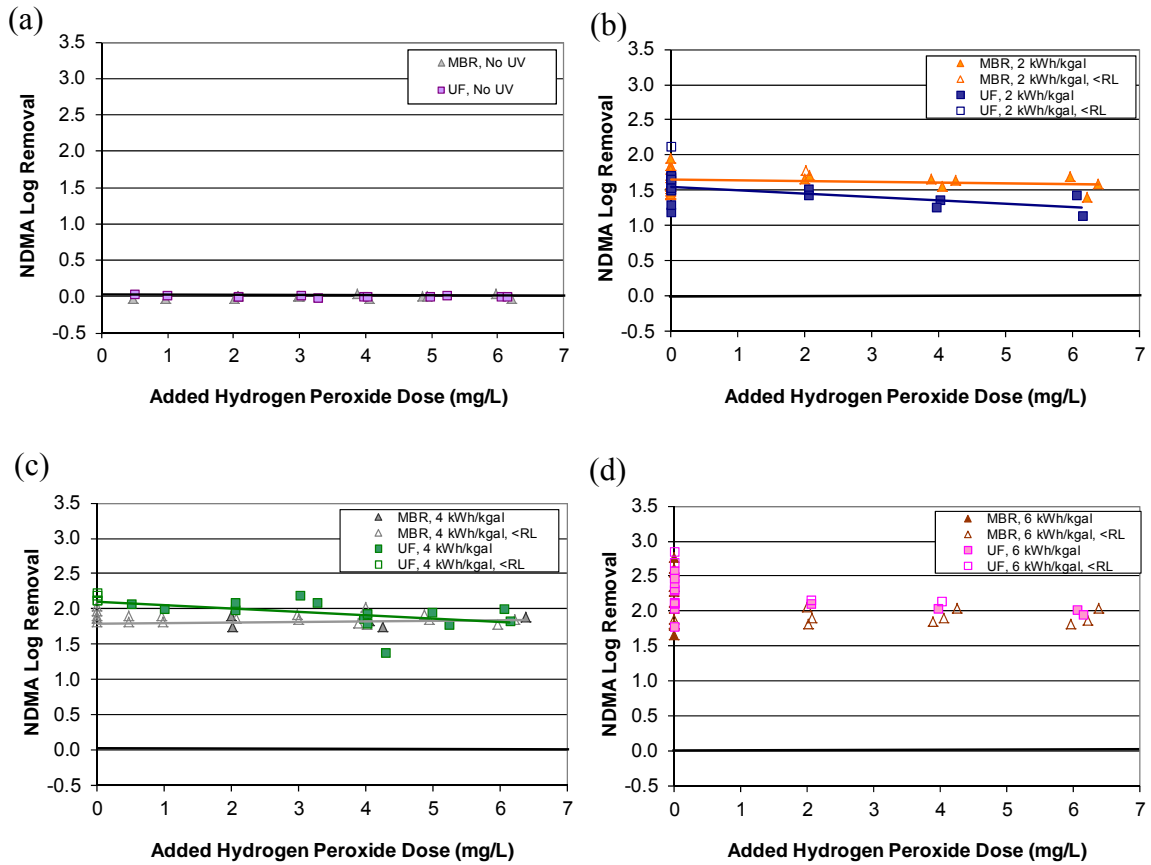 (a)
3.5
3.0
2.5
2.0
1.5
1.0
0.5
0.0
-0.5
NDMA Log Removal
MBR, No UV
UF, No UV
0 1 2 3 4 5 6 7
Added Hydrogen Peroxide Dose (mg/L)
(b)
3.5
3.0
2.5
2.0
1.5
1.0
0.5
0.0
-0.5
NDMA Log Removal
MBR, 2 kWh/kgal
MBR, 2 kWh/kgal, <RL
UF, 2 kWh/kgal
UF, 2 kWh/kgal, <RL
0 1 2 3 4 5 6 7
Added Hydrogen Peroxide Dose (mg/L)
(c)
3.5
3.0
2.5
2.0
1.5
1.0
0.5
0.0
-0.5
NDMA Log Removal
MBR, 4 kWh/kgal
MBR, 4 kWh/kgal, <RL
UF, 4 kWh/kgal
UF, 4 kWh/kgal, <RL
0 1 2 3 4 5 6 7
Added Hydrogen Peroxide Dose (mg/L)
(d)
3.5
3.0
2.5
2.0
1.5
1.0
0.5
0.0
-0.5
NDMA Log Removal
MBR, 6 kWh/kgal
MBR, 6 kWh/kgal, <RL
UF, 6 kWh/kgal
UF, 6 kWh/kgal, <RL
0 1 2 3 4 5 6 7
Added Hydrogen Peroxide Dose (mg/L)